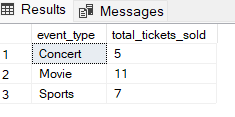 Results Messages
event_type total_tickets_sold
1 Concert 5
2 Movie 11
3 Sports 7